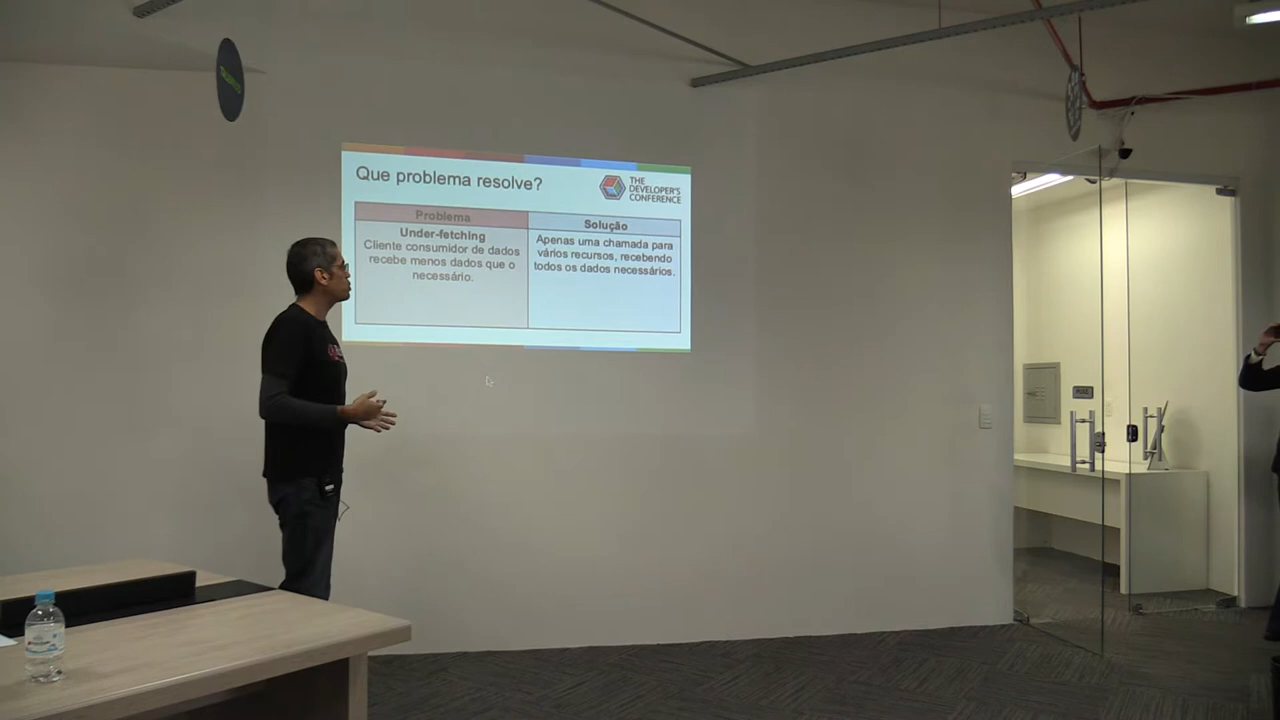 Que problema resolve?
THE
DEVELOPER'S
CONFERENCE
Problema
Under-fetching
Cliente consumidor de dados
recebe menos dados que o
necessário.
Solução
Apenas uma chamada para
vários recursos, recebendo
todos os dados necessários.